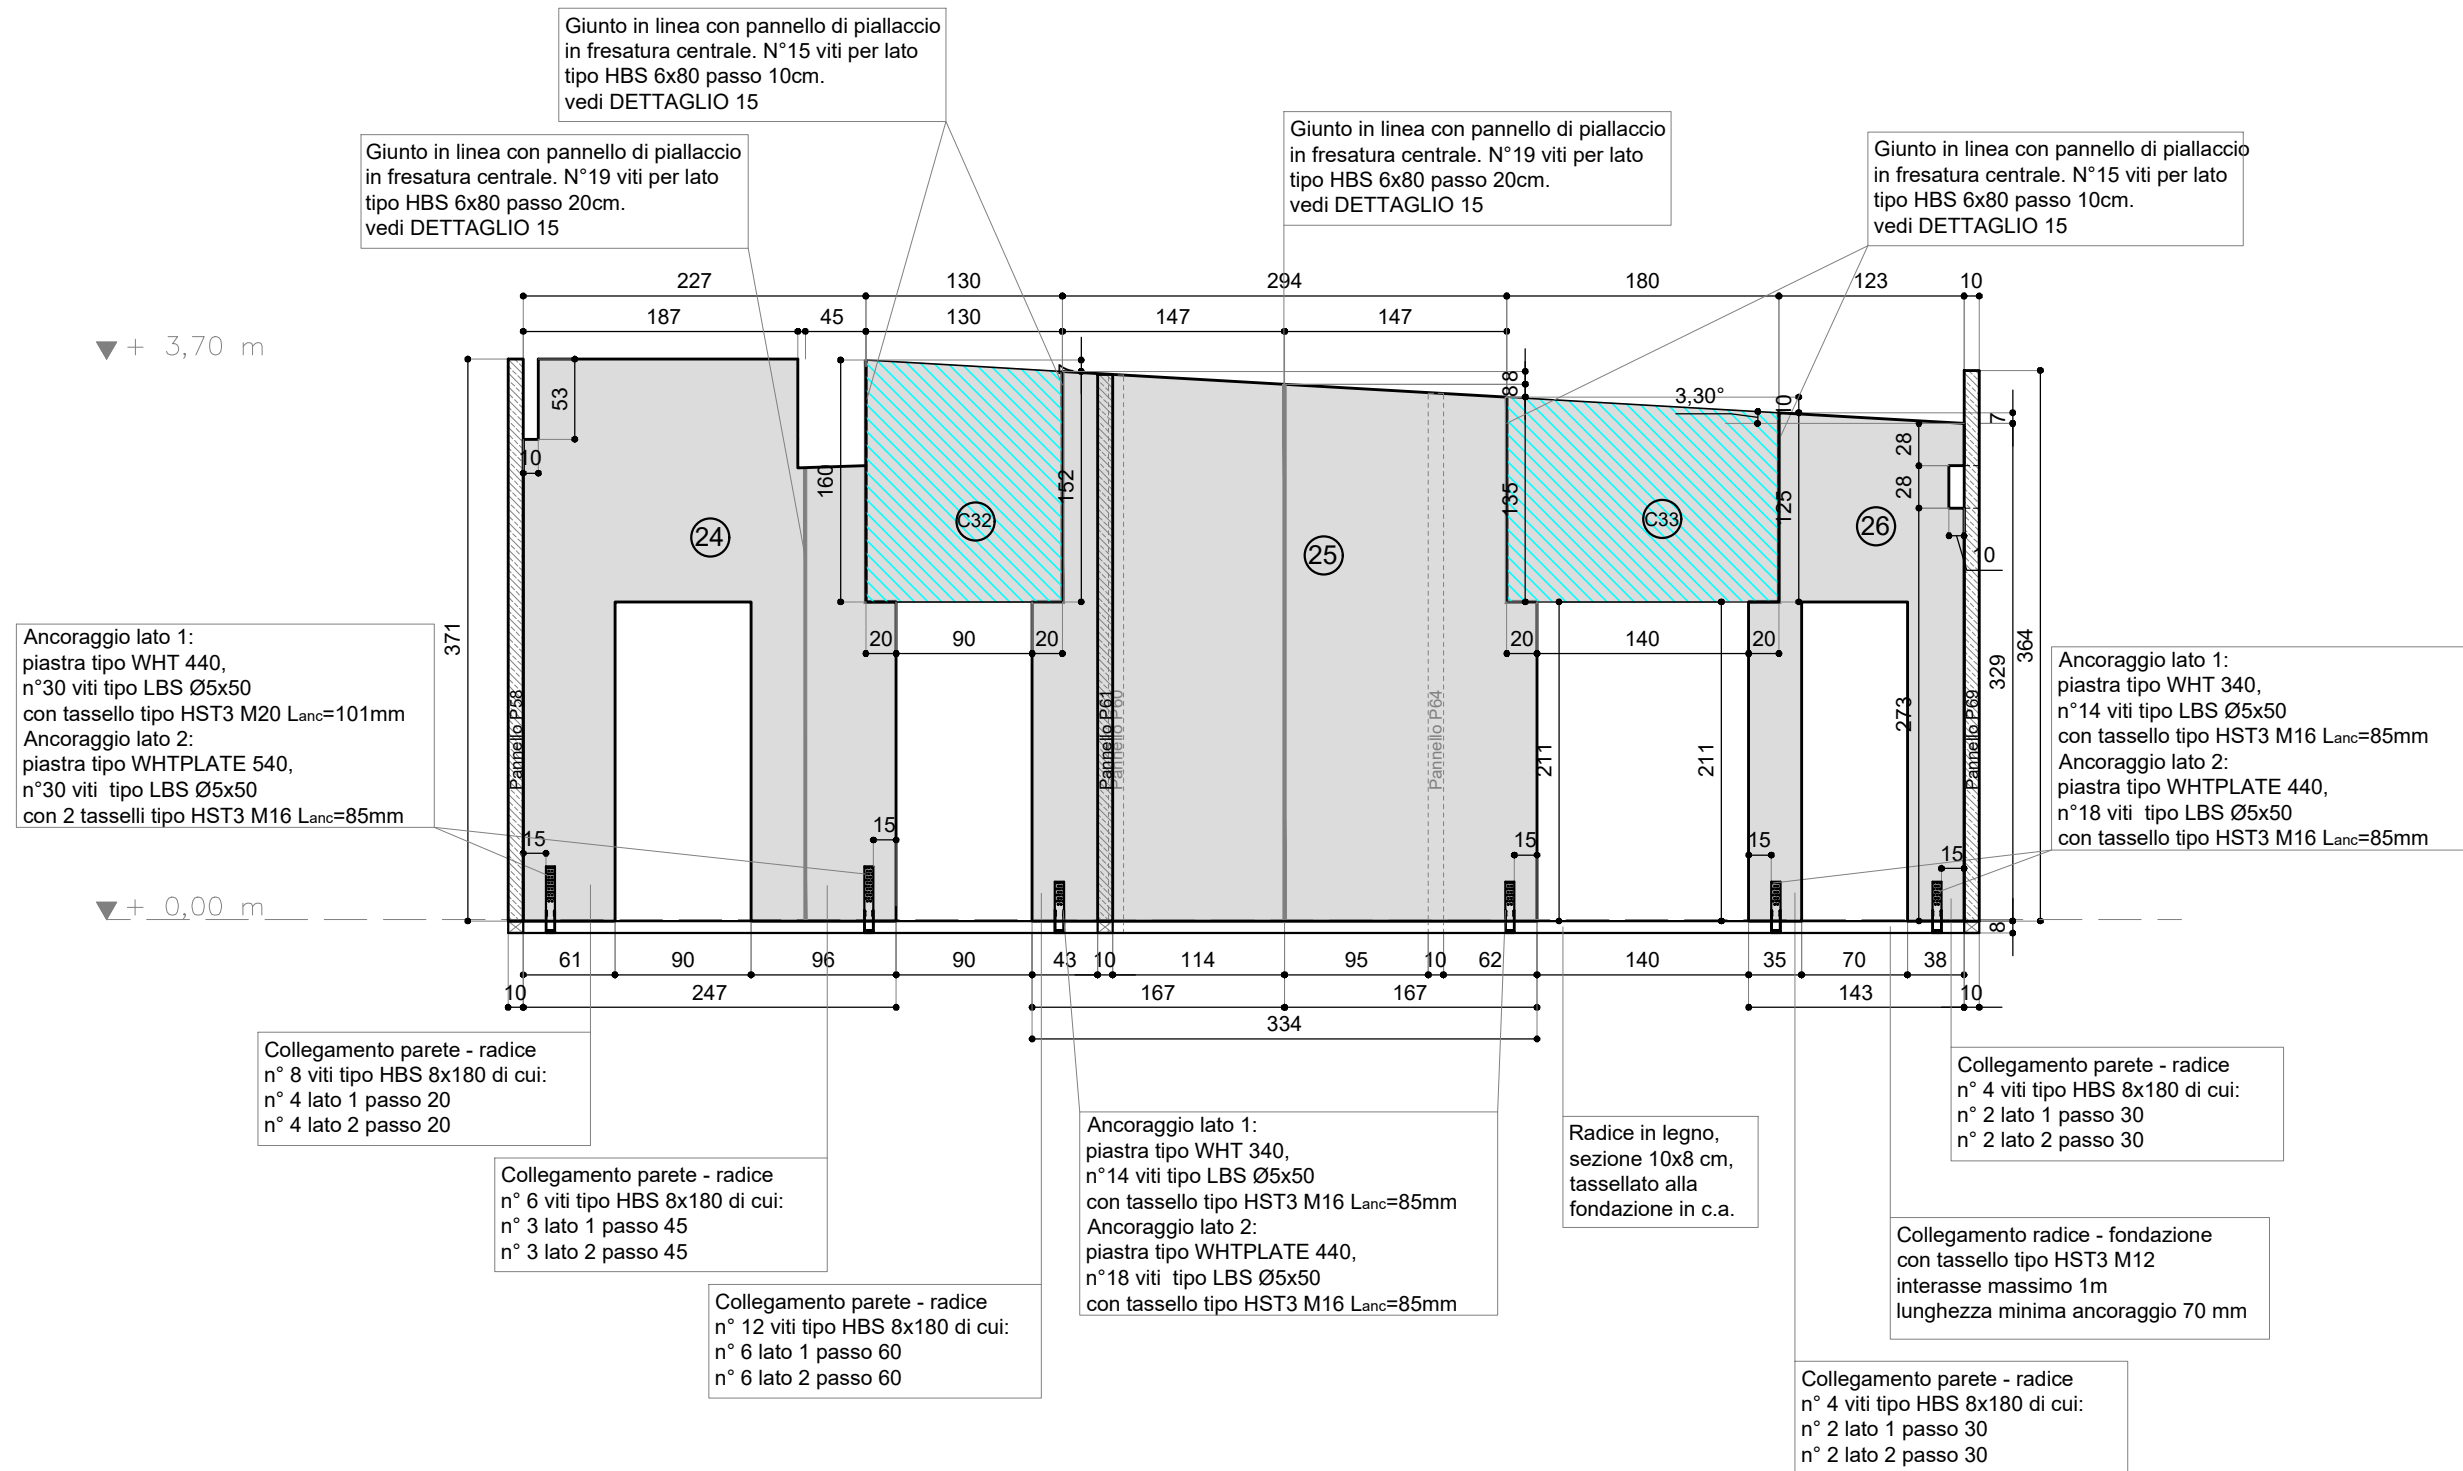 Giunto in linea con pannello di piallaccio
in fresatura centrale. N°15 viti per lato
tipo HBS 6x80 passo 10cm.
vedi DETTAGLIO 15
Giunto in linea con pannello di piallaccio
in fresatura centrale. N°19 viti per lato
tipo HBS 6x80 passo 20cm.
vedi DETTAGLIO 15
Giunto in linea con pannello di piallaccio
in fresatura centrale. N°19 viti per lato
tipo HBS 6x80 passo 20cm.
vedi DETTAGLIO 15
Giunto in linea con pannello di piallaccio
in fresatura centrale. N°15 viti per lato
tipo HBS 6x80 passo 10cm.
vedi DETTAGLIO 15
227 130 294 180 123 10
187 45 130 147 147
+ 3,70 m
53
10
160
152
8
8
135
3,30°
10
125
28
28
7
10
24
C32
25
C33
26
20 90 20
20 140 20
371
211
211
273
329
364
Pannello P58
Pannello P61
Pannello P60
Pannello P64
Pannello P69
15
15
15
15
15
8
+ 0,00 m
Ancoraggio lato 1:
piastra tipo WHT 440,
n°30 viti tipo LBS Ø5x50
con tassello tipo HST3 M20 Lanc=101mm
Ancoraggio lato 2:
piastra tipo WHTPLATE 540,
n°30 viti tipo LBS Ø5x50
con 2 tasselli tipo HST3 M16 Lanc=85mm
Ancoraggio lato 1:
piastra tipo WHT 340,
n°14 viti tipo LBS Ø5x50
con tassello tipo HST3 M16 Lanc=85mm
Ancoraggio lato 2:
piastra tipo WHTPLATE 440,
n°18 viti tipo LBS Ø5x50
con tassello tipo HST3 M16 Lanc=85mm
61 90 96 90 43 10 114 95 10 62 140 35 70 38
10 247 167 167 143 10
334
Collegamento parete - radice
n° 8 viti tipo HBS 8x180 di cui:
n° 4 lato 1 passo 20
n° 4 lato 2 passo 20
Collegamento parete - radice
n° 6 viti tipo HBS 8x180 di cui:
n° 3 lato 1 passo 45
n° 3 lato 2 passo 45
Collegamento parete - radice
n° 12 viti tipo HBS 8x180 di cui:
n° 6 lato 1 passo 60
n° 6 lato 2 passo 60
Ancoraggio lato 1:
piastra tipo WHT 340,
n°14 viti tipo LBS Ø5x50
con tassello tipo HST3 M16 Lanc=85mm
Ancoraggio lato 2:
piastra tipo WHTPLATE 440,
n°18 viti tipo LBS Ø5x50
con tassello tipo HST3 M16 Lanc=85mm
Radice in legno,
sezione 10x8 cm,
tassellato alla
fondazione in c.a.
Collegamento parete - radice
n° 4 viti tipo HBS 8x180 di cui:
n° 2 lato 1 passo 30
n° 2 lato 2 passo 30
Collegamento radice - fondazione
con tassello tipo HST3 M12
interasse massimo 1m
lunghezza minima ancoraggio 70 mm
Collegamento parete - radice
n° 4 viti tipo HBS 8x180 di cui:
n° 2 lato 1 passo 30
n° 2 lato 2 passo 30